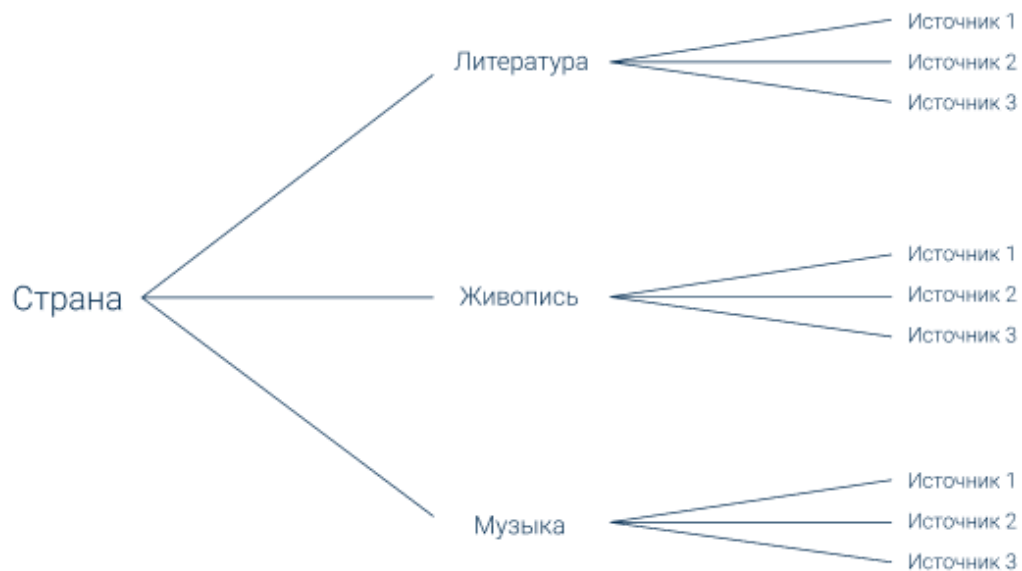 Страна
Литература
Источник 1
Источник 2
Источник 3
Живопись
Источник 1
Источник 2
Источник 3
Музыка
Источник 1
Источник 2
Источник 3